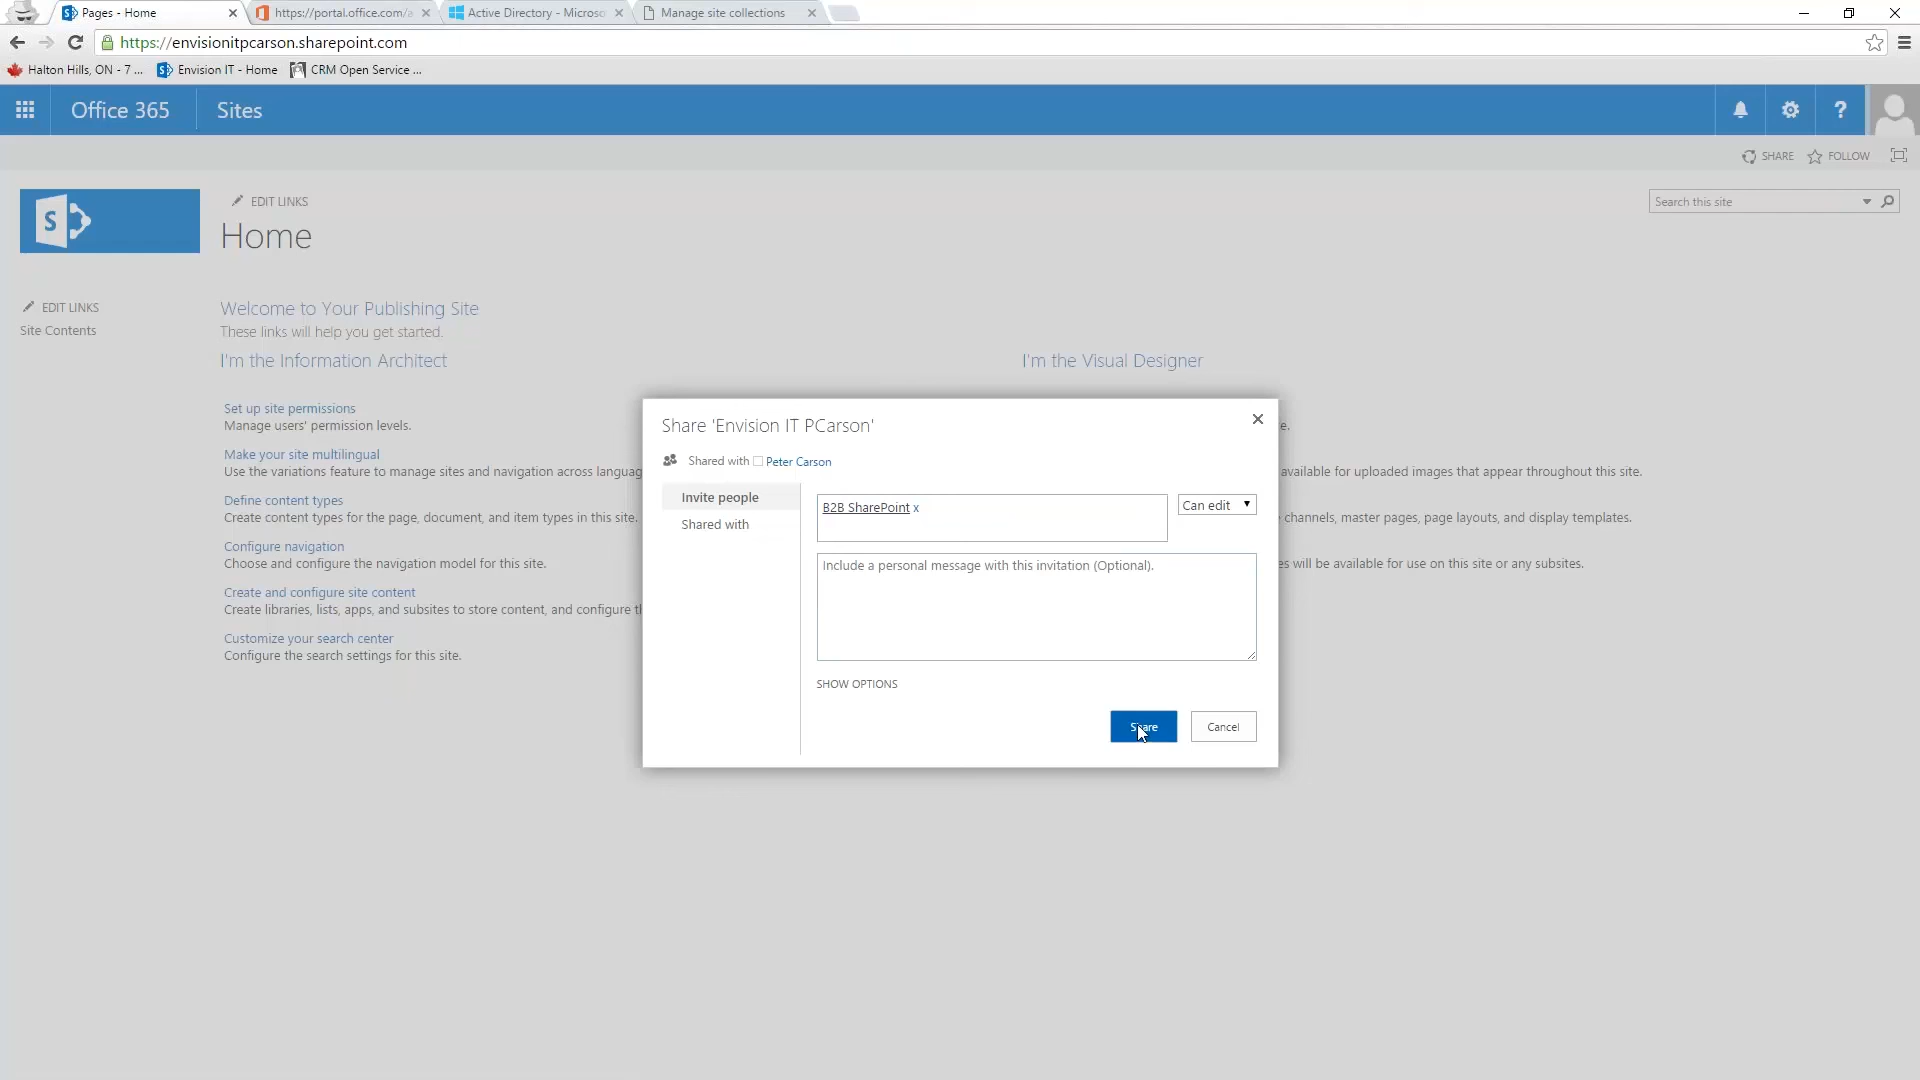 Pages - Home
https://portal.office.com/a
Active Directory - Microso
Manage site collections
https://envisionitpcarson.sharepoint.com
Halton Hills, ON - 7 ...
Envision IT - Home
CRM Open Service ...
Office 365
Sites
SHARE
FOLLOW
S
EDIT LINKS
Search this site
Home
EDIT LINKS
Site Contents
Welcome to Your Publishing Site
These links will help you get started.
I'm the Information Architect
I'm the Visual Designer
Set up site permissions
Manage users' permission levels.
Make your site multilingual
Use the variations feature to manage sites and navigation across languag
Define content types
Create content types for the page, document, and item types in this site.
Configure navigation
Choose and configure the navigation model for this site.
Create and configure site content
Create libraries, lists, apps, and subsites to store content, and configure th
Customize your search center
Configure the search settings for this site.
e.
available for uploaded images that appear throughout this site.
channels, master pages, page layouts, and display templates.
es will be available for use on this site or any subsites.
Share 'Envision IT PCarson'
Shared with Peter Carson
Invite people
Shared with
B2B SharePoint x
Can edit
Include a personal message with this invitation (Optional).
SHOW OPTIONS
Share
Cancel